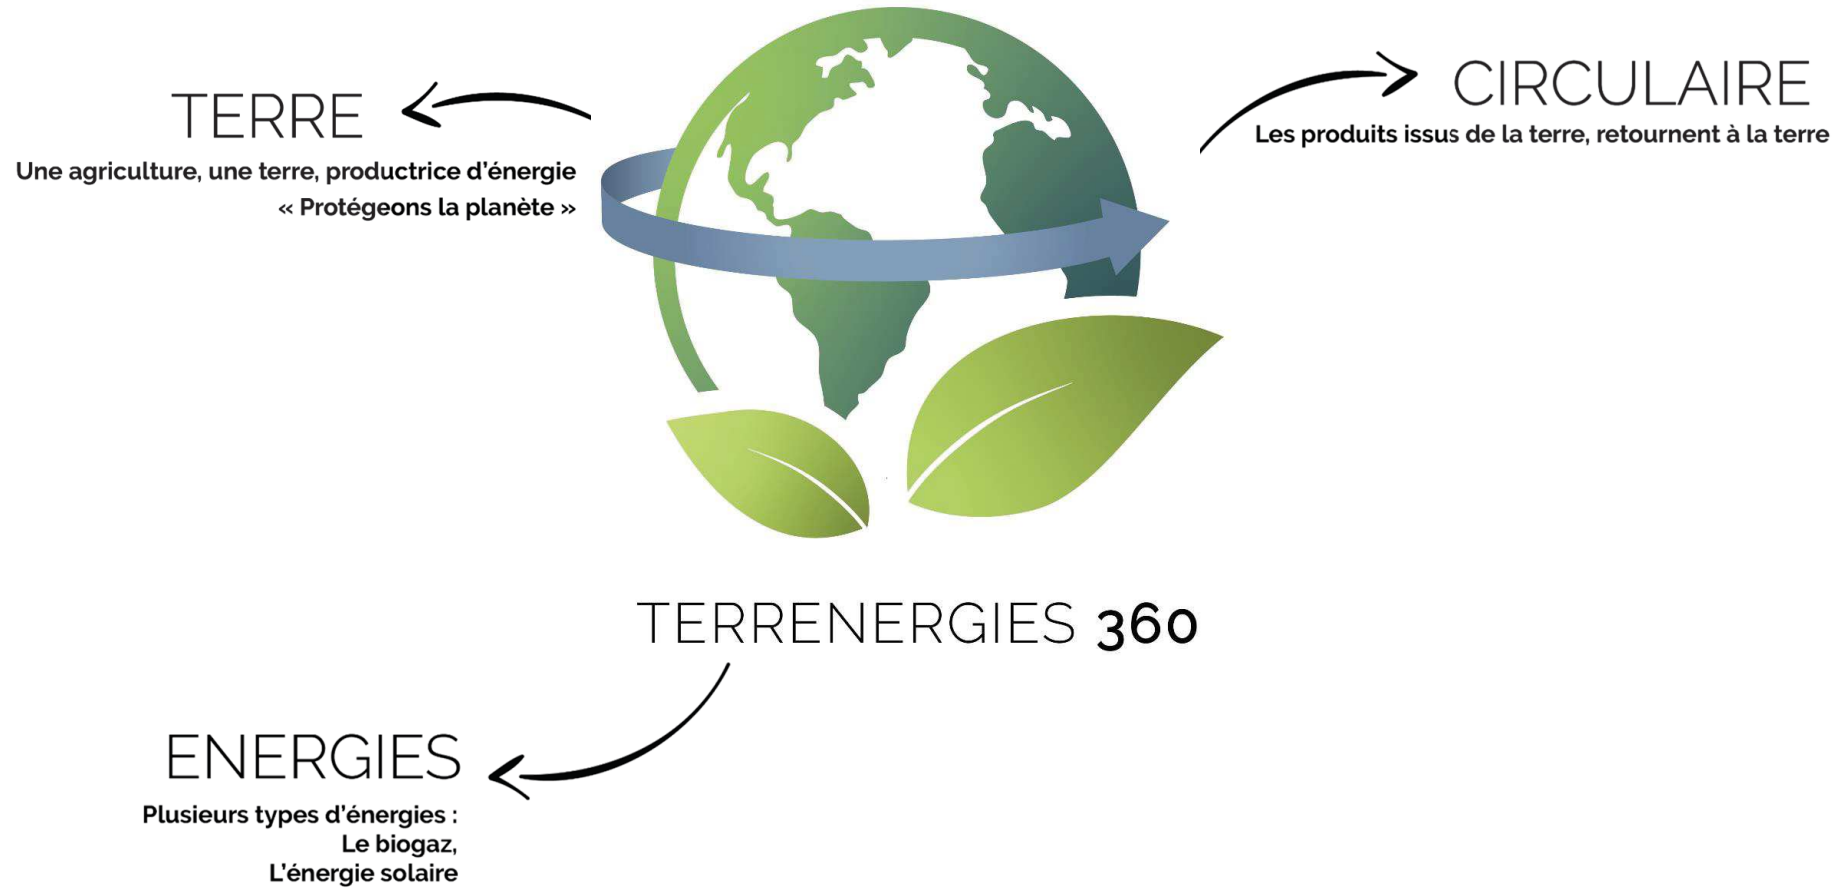 TERRE
Une agriculture, une terre, productrice d'énergie
« Protégeons la planète »
CIRCULAIRE
Les produits issus de la terre, retournent à la terre
TERRENERGIES 360
ENERGIES
Plusieurs types d'énergies :
Le biogaz,
L'énergie solaire